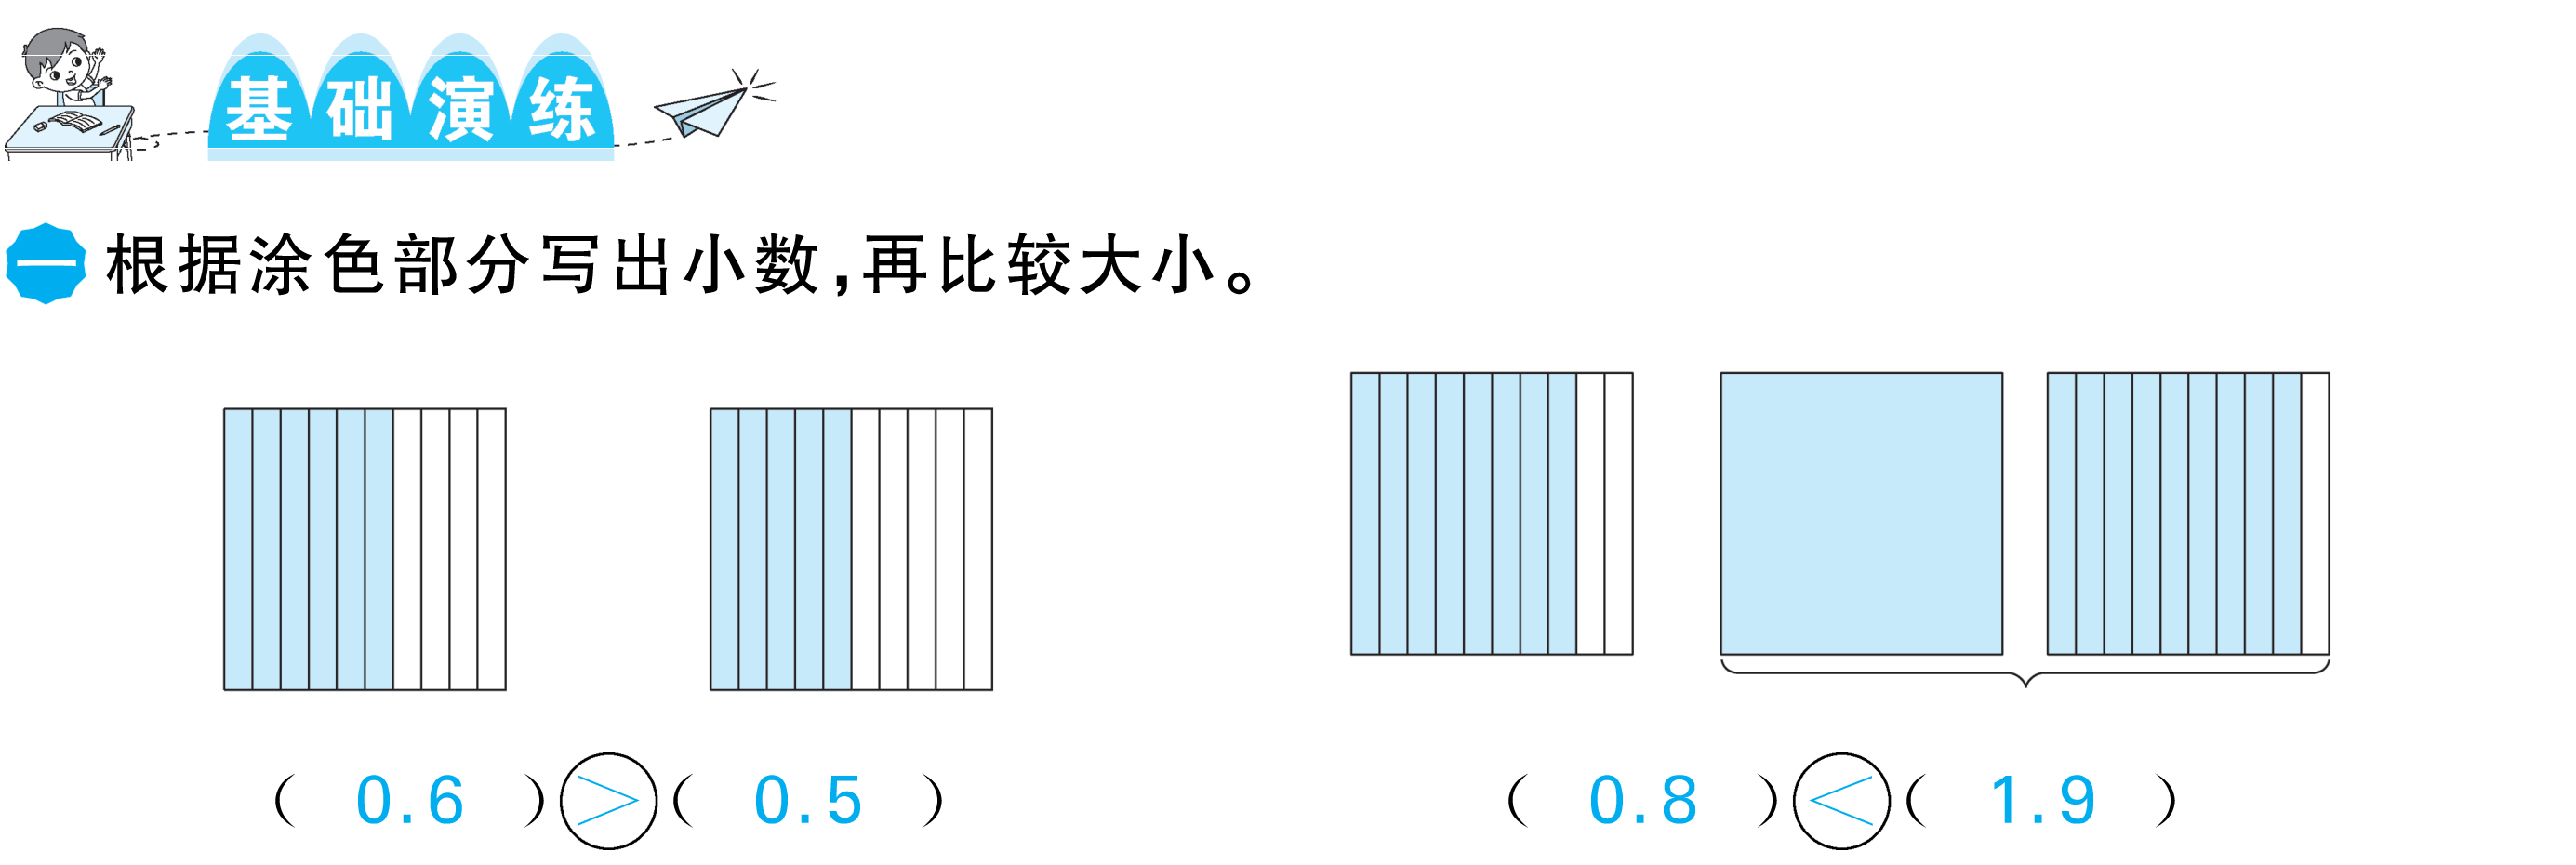 基础演练
一 根据涂色部分写出小数,再比较大小。
( 0.6 ) > ( 0.5 ) ( 0.8 ) < ( 1.9 )